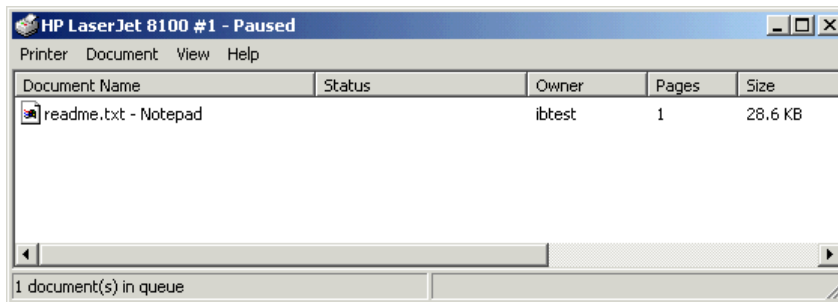 HP LaserJet 8100 #1 - Paused
Printer Document View Help
Document Name Status Owner Pages Size
readme.txt - Notepad ibtest 1 28.6 KB
1 document(s) in queue